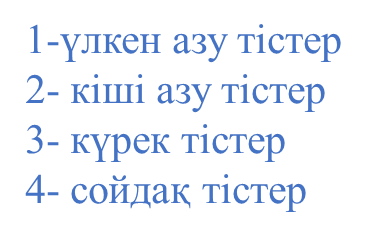 1-үлкен азу тістер
2- кіші азу тістер
3- күрек тістер
4- сойдақ тістер